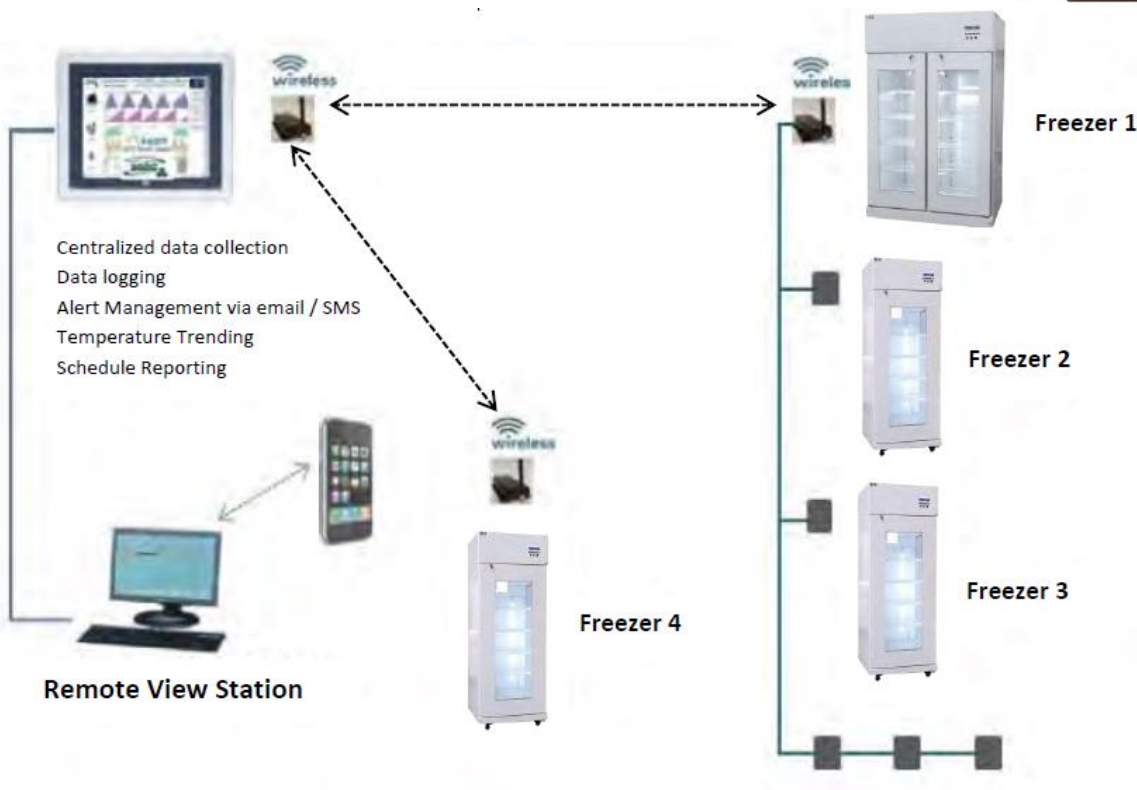 wireless
wireles
Freezer 1
Centralized data collection
Data logging
Alert Management via email / SMS
Temperature Trending
Schedule Reporting
Freezer 2
wireless
Freezer 3
Freezer 4
Remote View Station